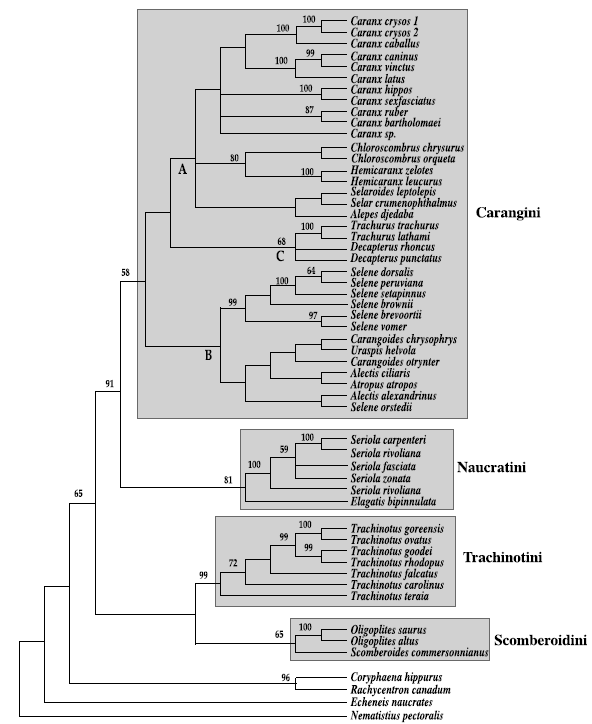 100
Caranx crysos 1
100
Caranx crysos 2
Caranx caballus
99
Caranx caninus
100
Caranx vinctus
Caranx latus
100
Caranx hippos
Caranx sexfasciatus
87
Caranx ruber
Caranx bartholomaei
Caranx sp.
Chloroscombrus chrysurus
80
Chloroscombrus orqueta
A
100
Hemicaranx zelotes
Hemicaranx leucurus
Selaroides leptolepis
Selar crumenophthalmus
Alepes djedaba
Carangini
100
Trachurus trachurus
Trachurus lathami
68
Decapterus rhoncus
C
Decapterus punctatus
58
64
Selene dorsalis
100
Selene peruviana
Selene setapinnus
99
Selene brownii
97
Selene brevoortii
Selene vomer
Carangoides chrysophrys
B
Uraspis helvola
Carangoides otrynter
Alectis ciliaris
Atropus atropos
91
Alectis alexandrinus
Selene orstedii
100
Seriola carpenteri
59
Seriola rivoliana
100
Seriola fasciata
Naucratini
81
Seriola zonata
Seriola rivoliana
Elagatis bipinnulata
65
100
Trachinotus goreensis
99
Trachinotus ovatus
99
Trachinotus goodei
72
Trachinotus rhodopus
Trachinotini
99
Trachinotus falcatus
Trachinotus carolinus
Trachinotus teraia
100
Oligoplites saurus
65
Oligoplites altus
Scomberoidini
Scomberoides commersonnianus
96
Coryphaena hippurus
Rachycentron canadum
Echeneis naucrates
Nematistius pectoralis